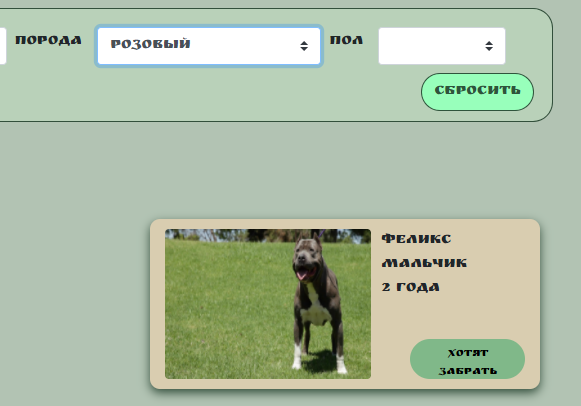 ПОРОДА РОЗОВЫЙ ПОЛ
СБРОСИТЬ
ФЕЛИКС
МАЛЬЧИК
2 ГОДА
ХОТЯТ
ЗАБРАТЬ